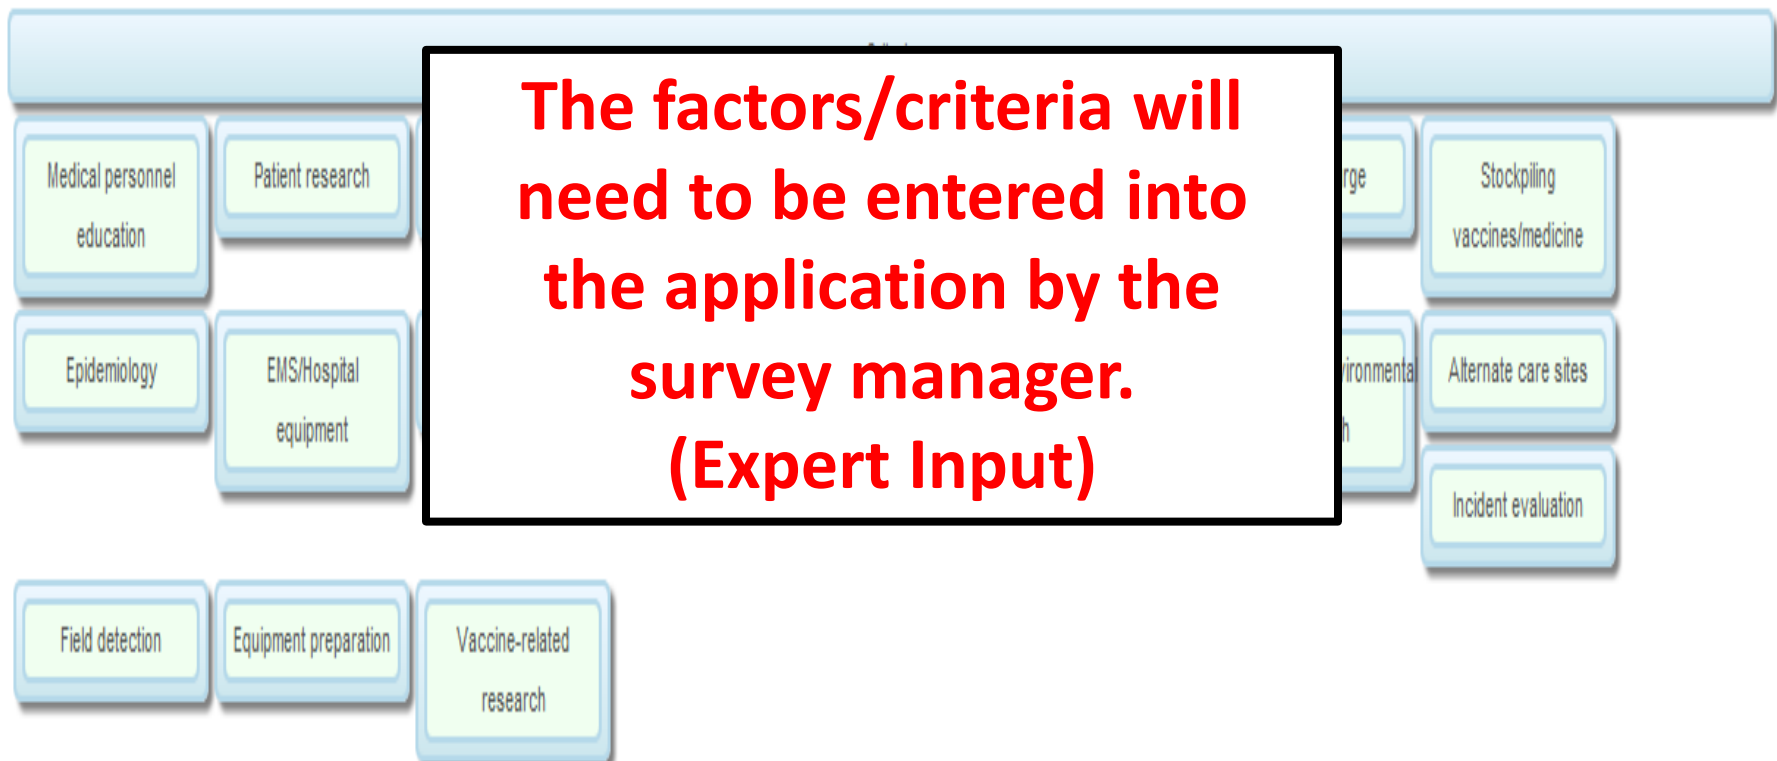 The factors/criteria will
need to be entered into
the application by the
survey manager.
(Expert Input)
Medical personnel
education
Patient research
Stockpiling
vaccines/medicine
Epidemiology
EMS/Hospital
equipment
Alternate care sites
Incident evaluation
Field detection
Equipment preparation
Vaccine-related
research